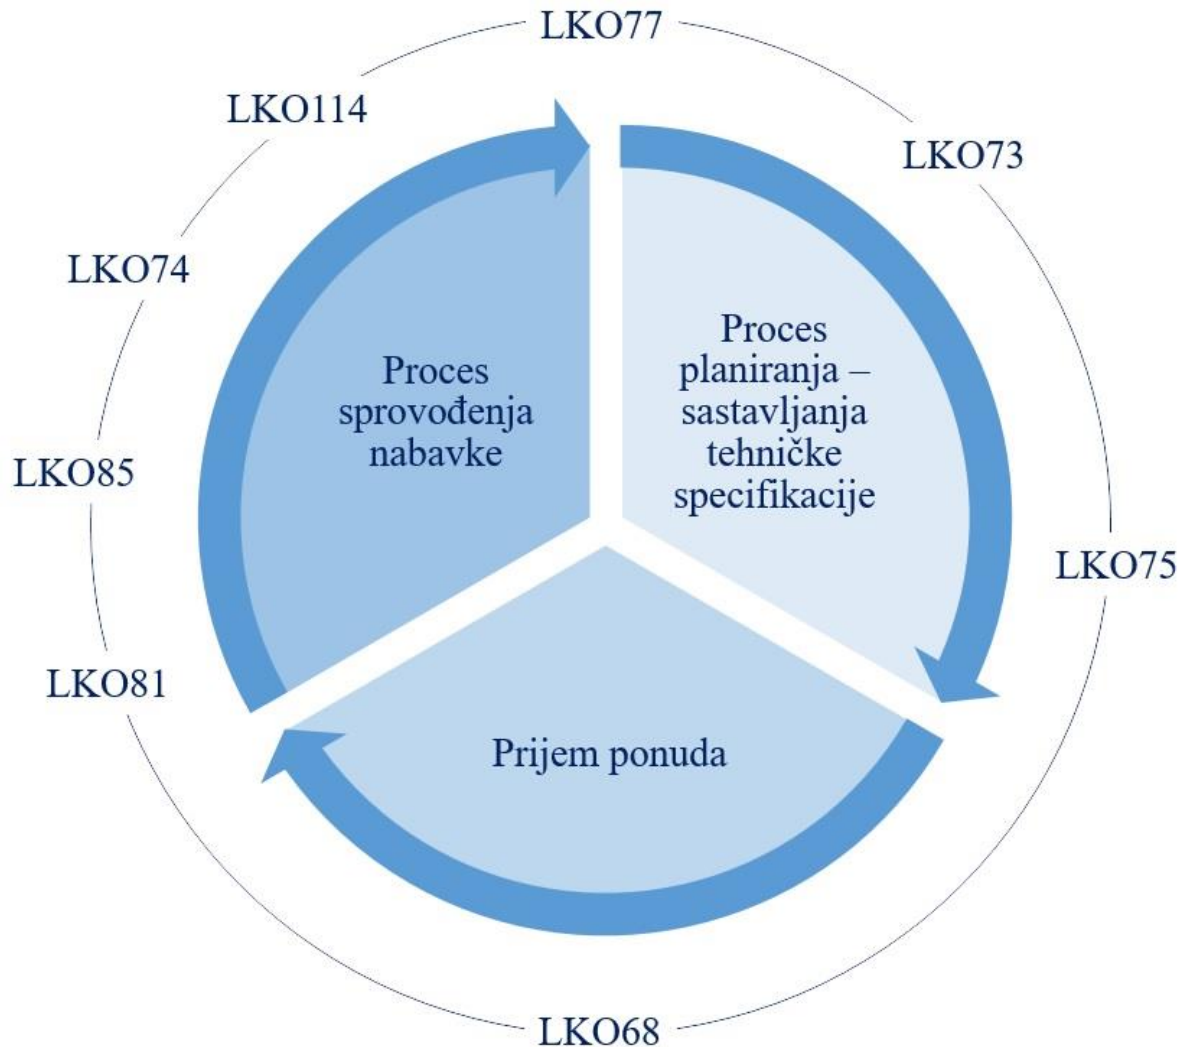 LKO77
LKO114
LKO73
LKO74
Proces
planiranja –
sastavljanja
tehničke
specifikacije
Proces
sprovođenja
nabavke
LKO85
LKO75
LKO81
Prijem ponuda
LKO68